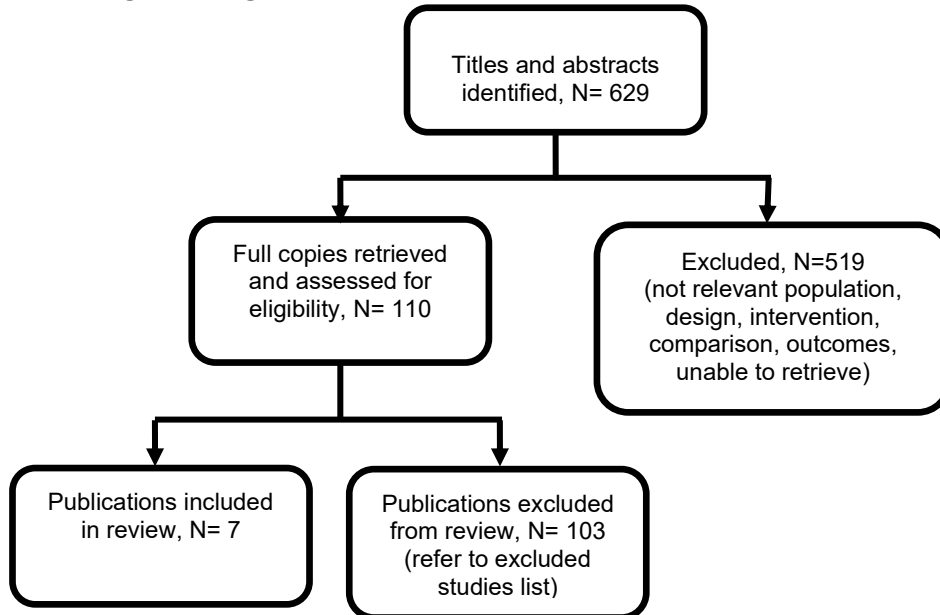 Titles and abstracts
identified, N= 629
Full copies retrieved
and assessed for
eligibility, N= 110
Excluded, N=519
(not relevant population,
design, intervention,
comparison, outcomes,
unable to retrieve)
Publications included
in review, N= 7
Publications excluded
from review, N= 103
(refer to excluded
studies list)